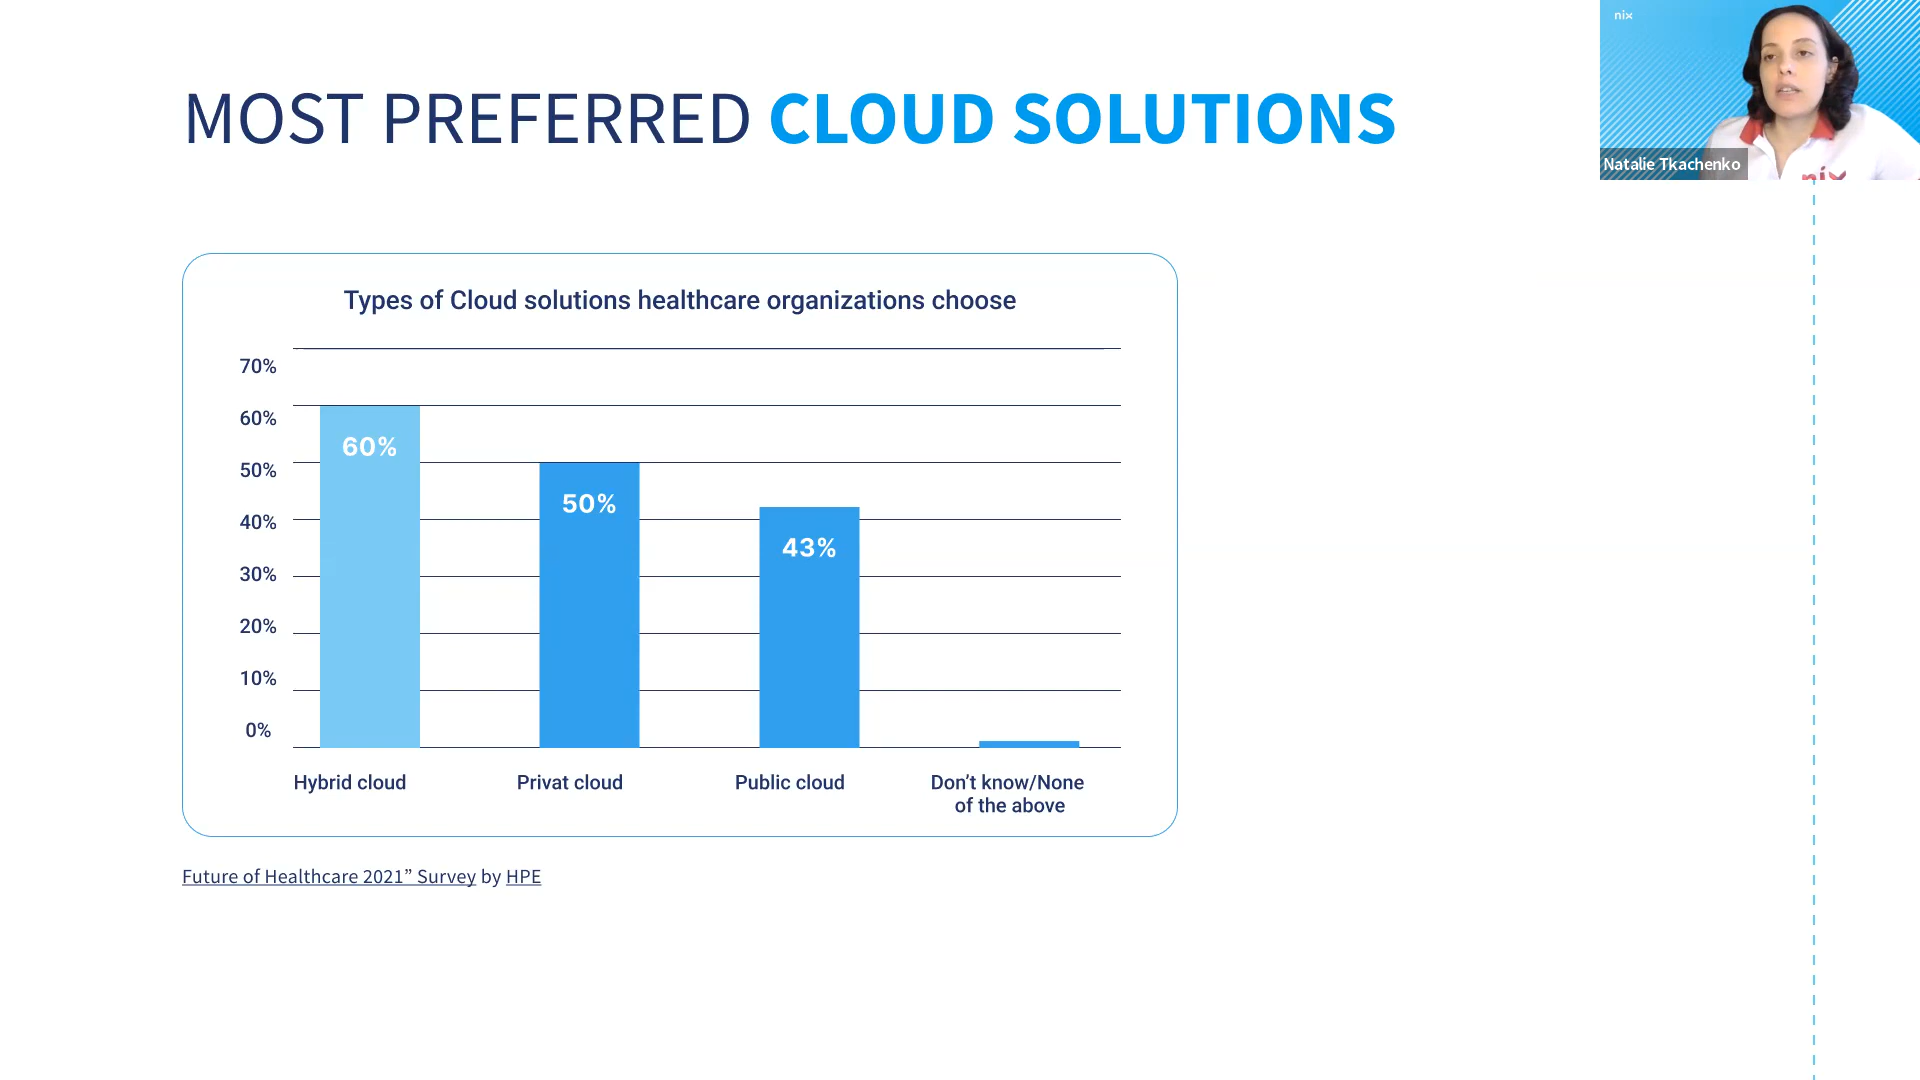 nix
MOST PREFERRED CLOUD SOLUTIONS
Natalie Tkachenko
nix
Types of Cloud solutions healthcare organizations choose
70%
60%
60%
50%
50%
40%
43%
30%
20%
10%
0%
Hybrid cloud
Privat cloud
Public cloud
Don’t know/None
of the above
Future of Healthcare 2021” Survey by HPE